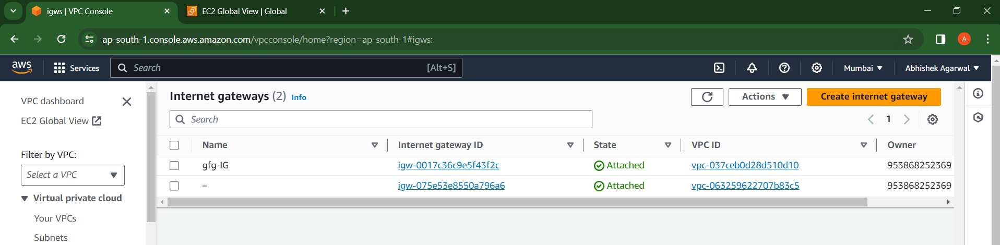 igws | VPC Console
EC2 Global View | Global
ap-south-1.console.aws.amazon.com/vpcconsole/home?region=ap-south-1#igws:
A
aws
Services
Search
[Alt+S]
Mumbai
Abhishek Agarwal
VPC dashboard
EC2 Global View
Filter by VPC:
Select a VPC
Virtual private cloud
Your VPCs
Subnets
Internet gateways (2) Info
Actions
Create internet gateway
Search
1
Name Internet gateway ID State VPC ID Owner
gfg-IG igw-0017c36c9e5f43f2c Attached vpc-037ceb0d28d510d10 953868252369
– igw-075e53e8550a796a6 Attached vpc-063259622707b83c5 953868252369